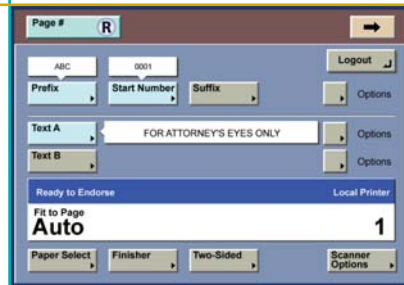 Page # R
Logout
ABC 0001
Prefix Start Number Suffix Options
Text A FOR ATTORNEY'S EYES ONLY Options
Text B Options
Ready to Endorse Local Printer
Fit to Page
Auto 1
Paper Select Finisher Two-Sided Scanner
Options